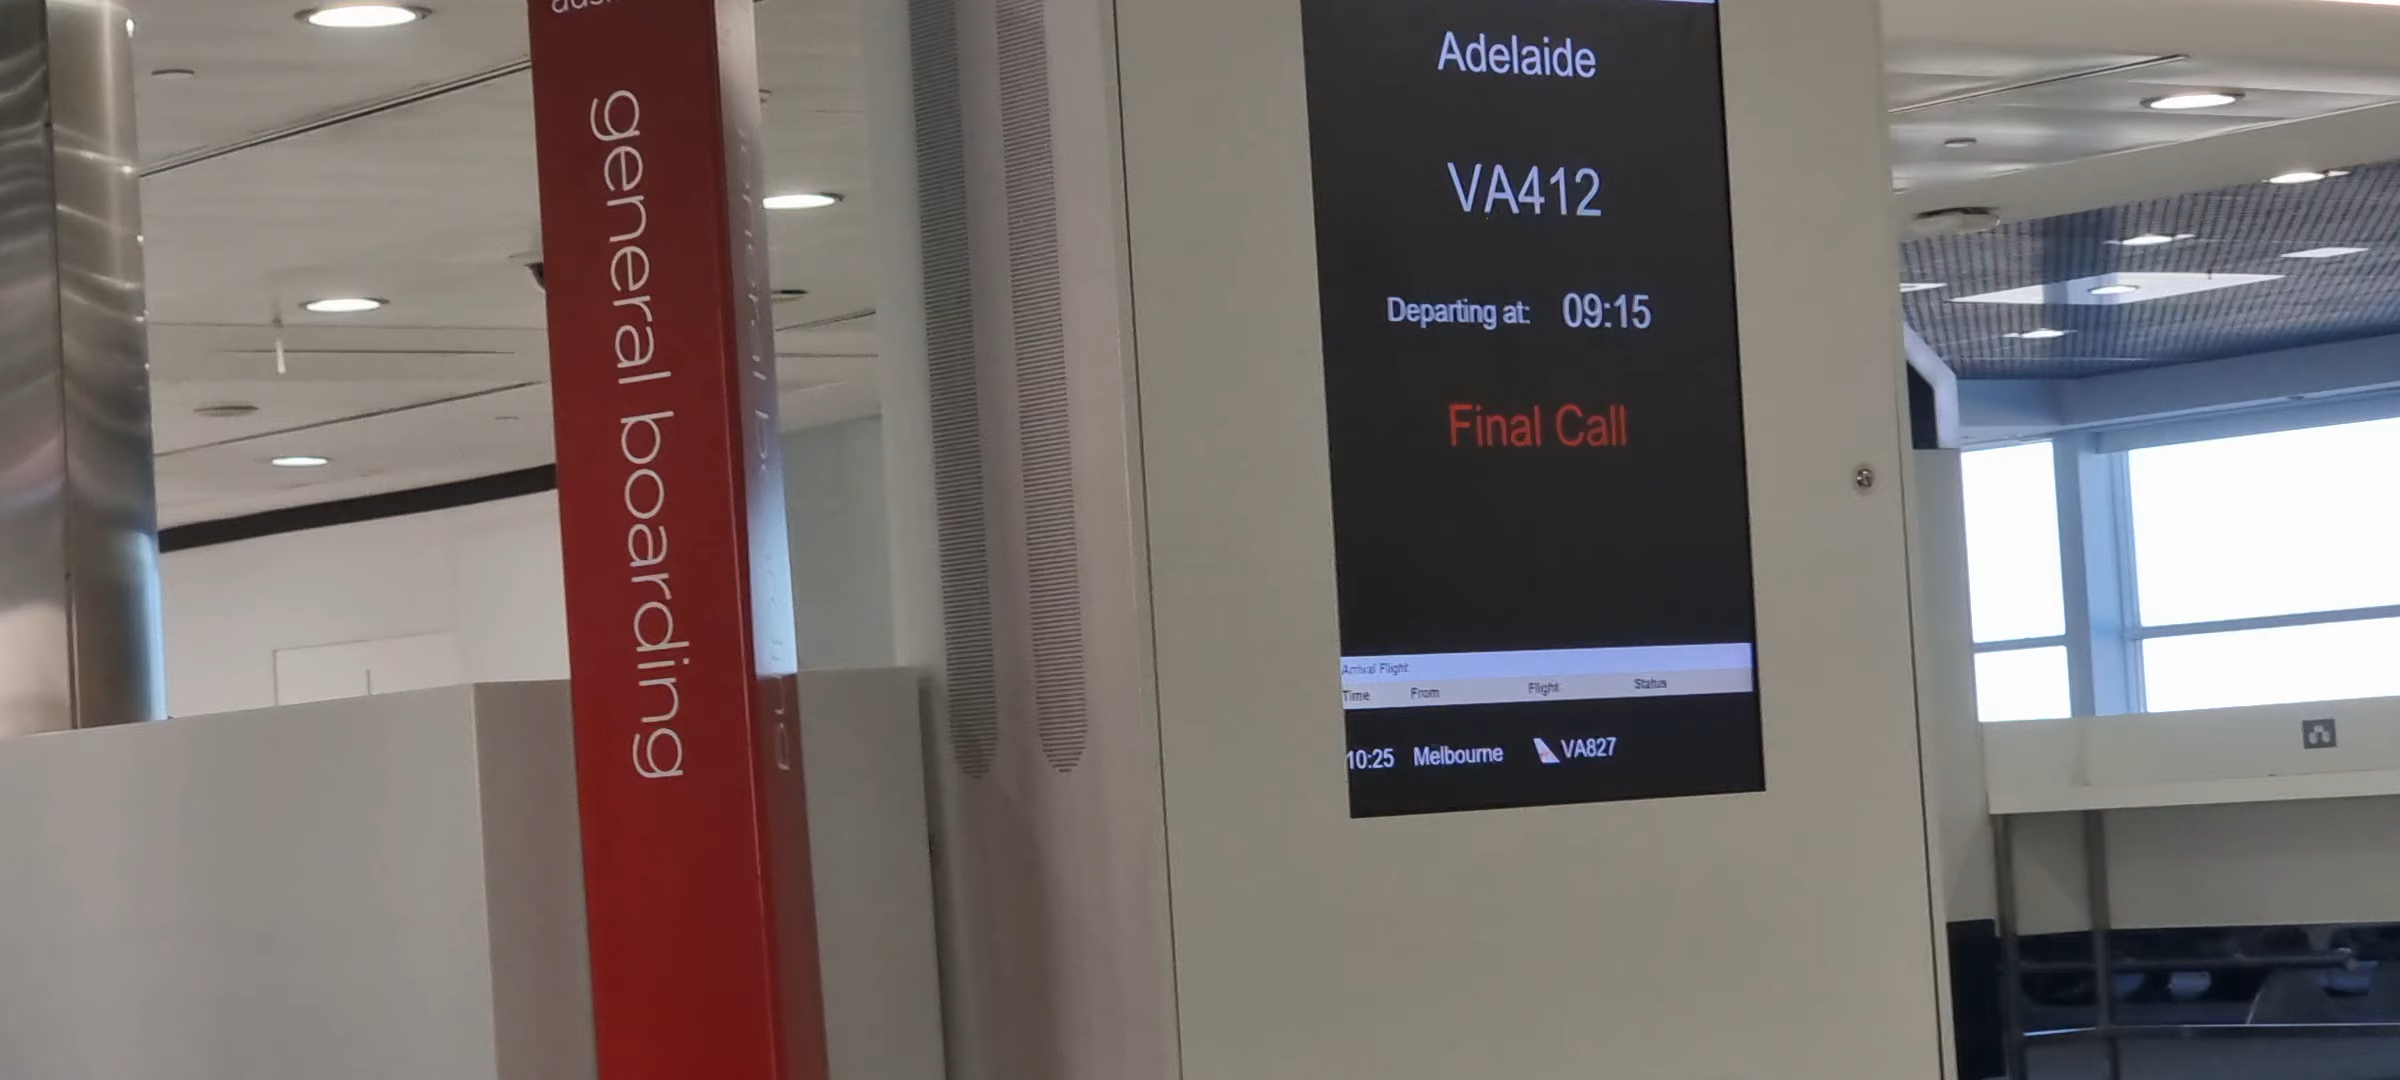 general boarding
Adelaide
VA412
Departing at: 09:15
Final Call
Arrival Flight
Time From Flight Status
10:25 Melbourne VA827